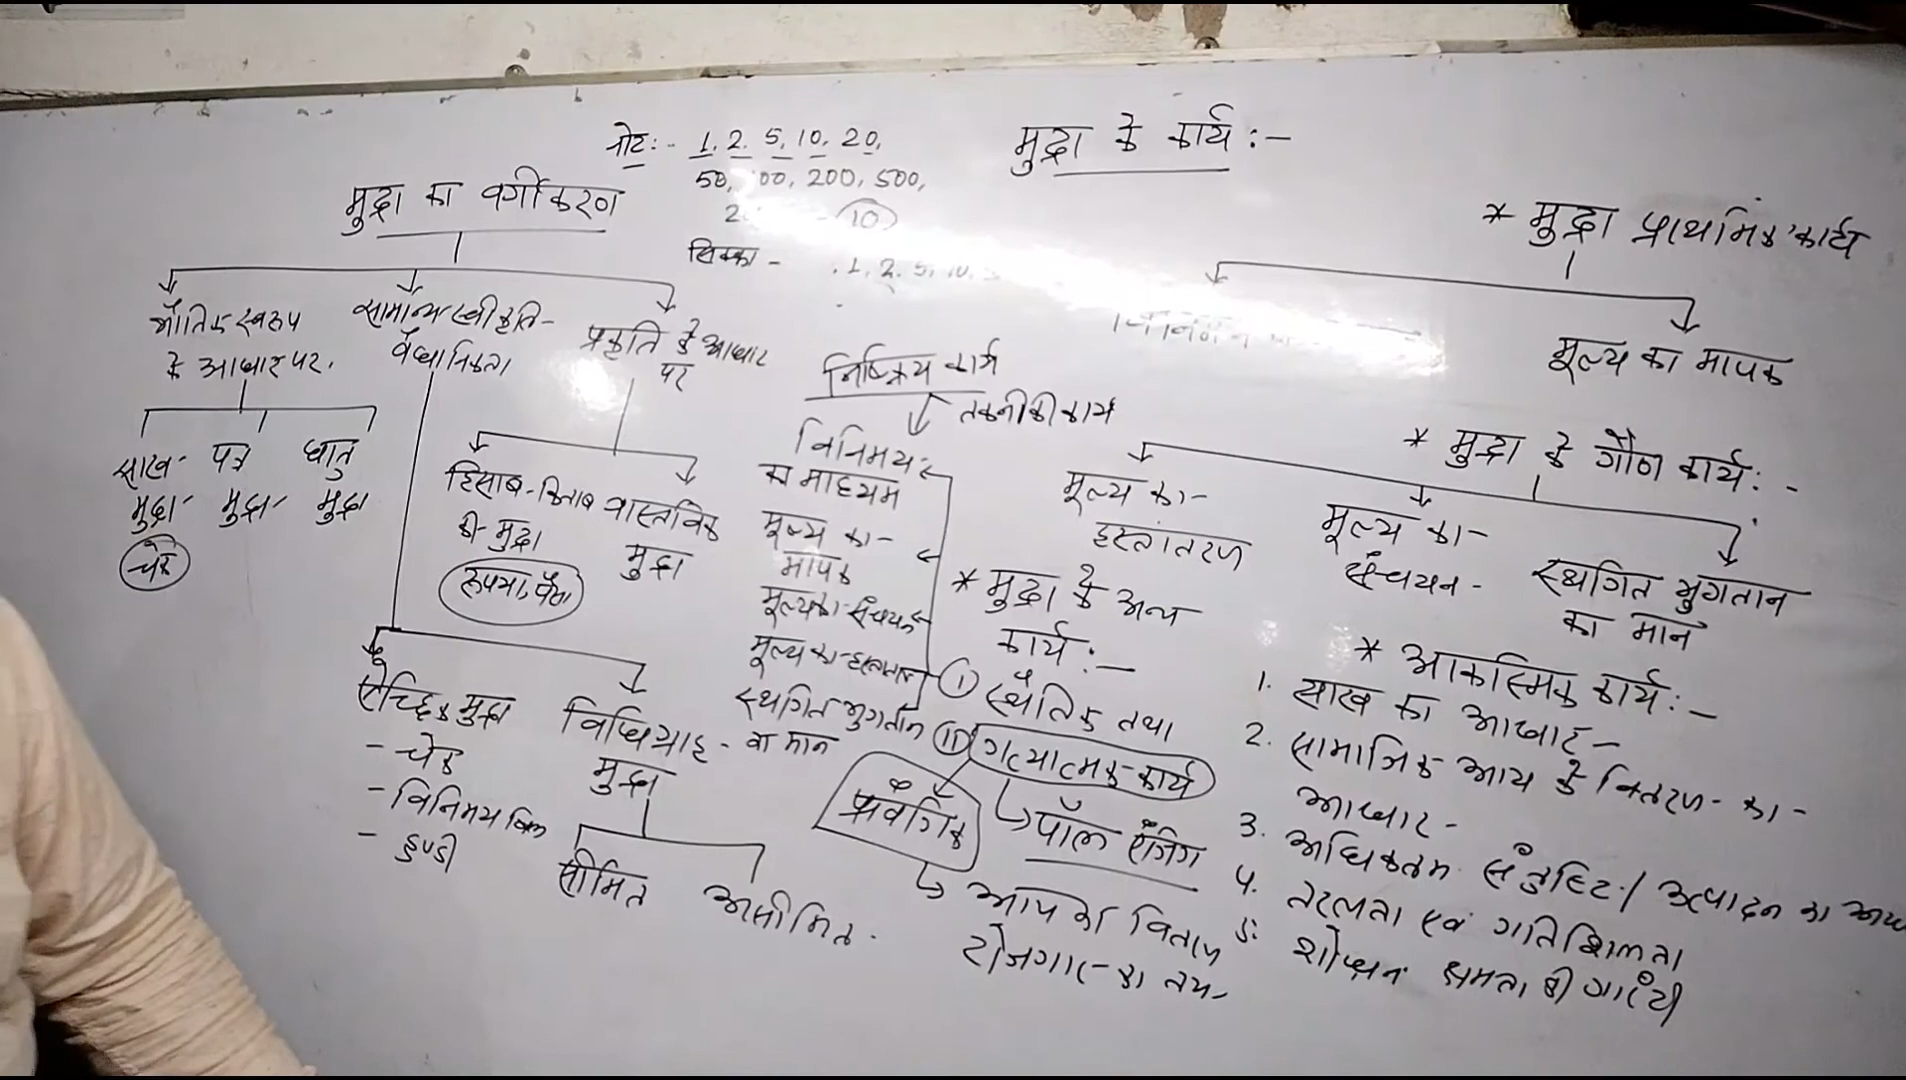 नोट :- 1, 2, 5, 10, 20,
50, 100, 200, 500,
10
सिक्का - 1, 2, 5, 10,
मुद्रा का वर्गीकरण
भौतिक स्वरूप
के आधार पर.
साख- पत्र धातु
मुद्रा- मुद्रा- मुद्रा
चेक
सामान्य स्वीकृति-
वैधानिकता
ऐच्छिक मुद्रा
- चेक
- विनिमय बिल
- हुण्डी
विधिग्राह्य-
मुद्रा
सीमित असीमित.
प्रकृति के आधार
पर
हिसाब-किताब
की- मुद्रा
रूपया, पैसा
वास्तविक
मुद्रा
निष्क्रिय कार्य
तकनीकी कार्य
विनिमय
का माध्यम
मूल्य का-
मापक
मूल्य का-संचयन
मूल्य का-हस्तांतरण
स्थगित भुगतान
का मान
मुद्रा के कार्य :-
* मुद्रा प्राथमिक कार्य
मूल्य का मापक
* मुद्रा के गौण कार्य :-
मूल्य का-
हस्तांतरण
मूल्य का-
संचयन-
स्थगित भुगतान
का मान
* मुद्रा के अन्य
कार्य :-
I स्थैतिक तथा
II गत्यात्मक-कार्य
पॉल एंजिग
प्रावैगिक
आय का वितरण
रोजगार-का
* आकस्मिक कार्य :-
1. साख का आधार-
2. सामाजिक आय के वितरण- का-
आधार-
3. अधिकतम संतुष्टि / उत्पादन का
4. तरलता एवं गतिशिलता
5. शोधन क्षमता की गारंटी